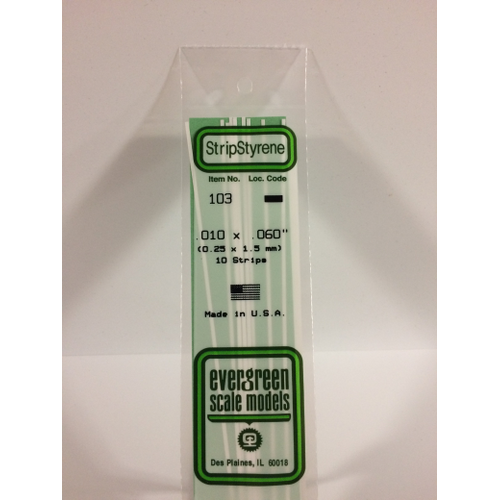 StripStyrene
Item No. Loc. Code
103
.010 x .060"
(0.25 x 1.5 mm)
10 Strips
Made in U.S.A.
evergreen
scale models
Des Plaines, IL 60018